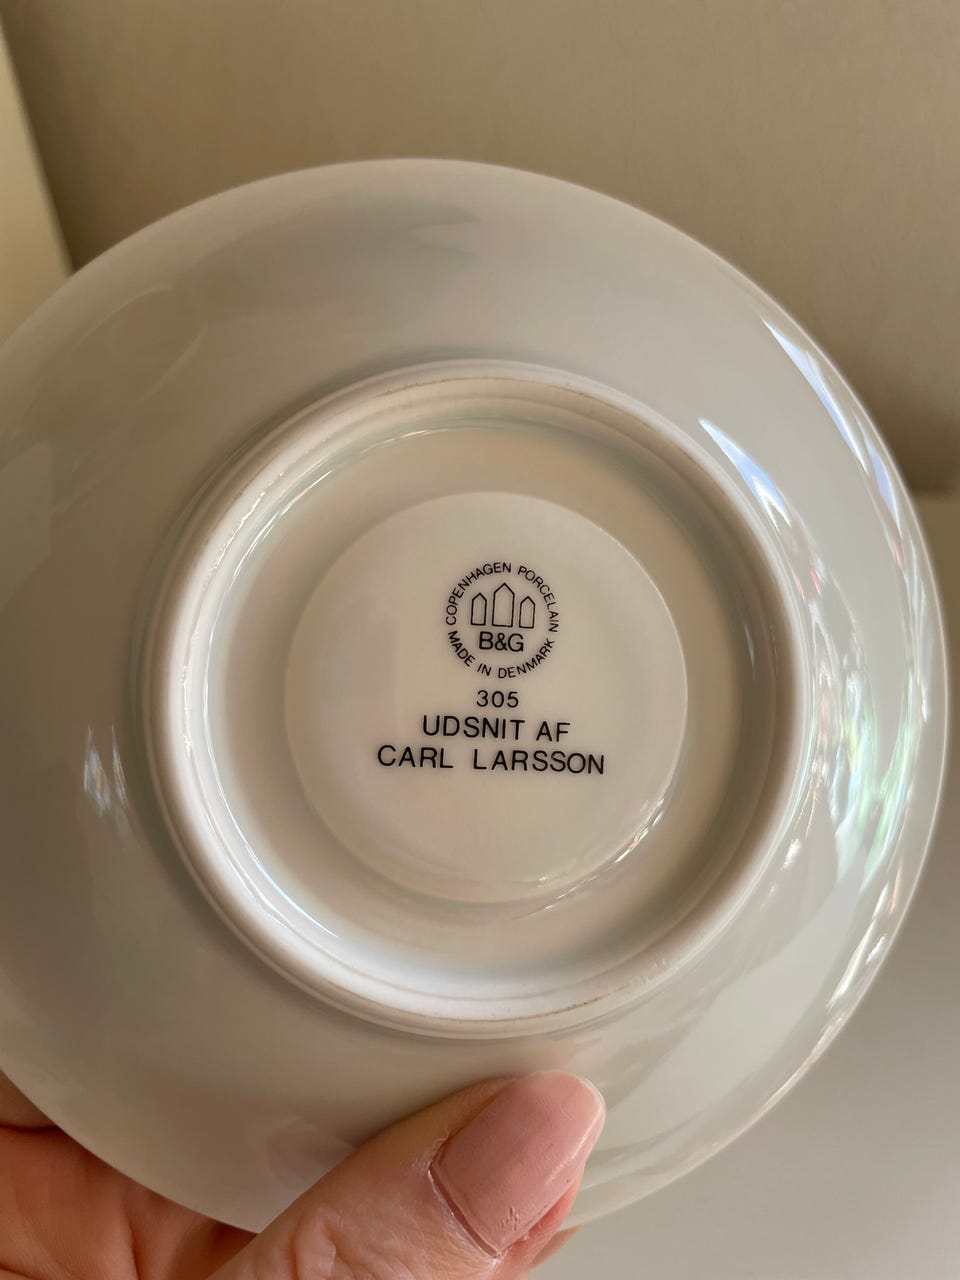 COPENHAGEN PORCELAIN
B&G
MADE IN DENMARK
305
UDSNIT AF
CARL LARSSON